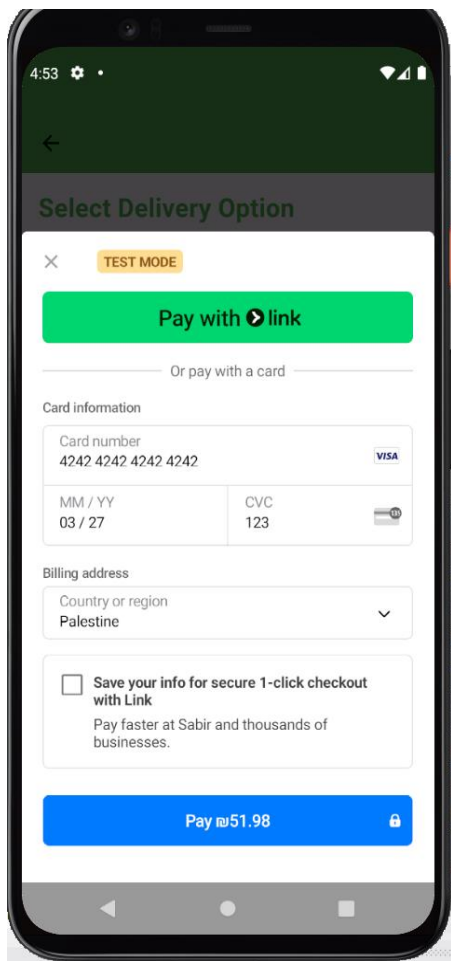 4:53
Select Delivery Option
TEST MODE
Pay with link
Or pay with a card
Card information
Card number
4242 4242 4242 4242
VISA
MM / YY
CVC
03 / 27
123
Billing address
Country or region
Palestine
Save your info for secure 1-click checkout
with Link
Pay faster at Sabir and thousands of
businesses.
Pay ₪51.98